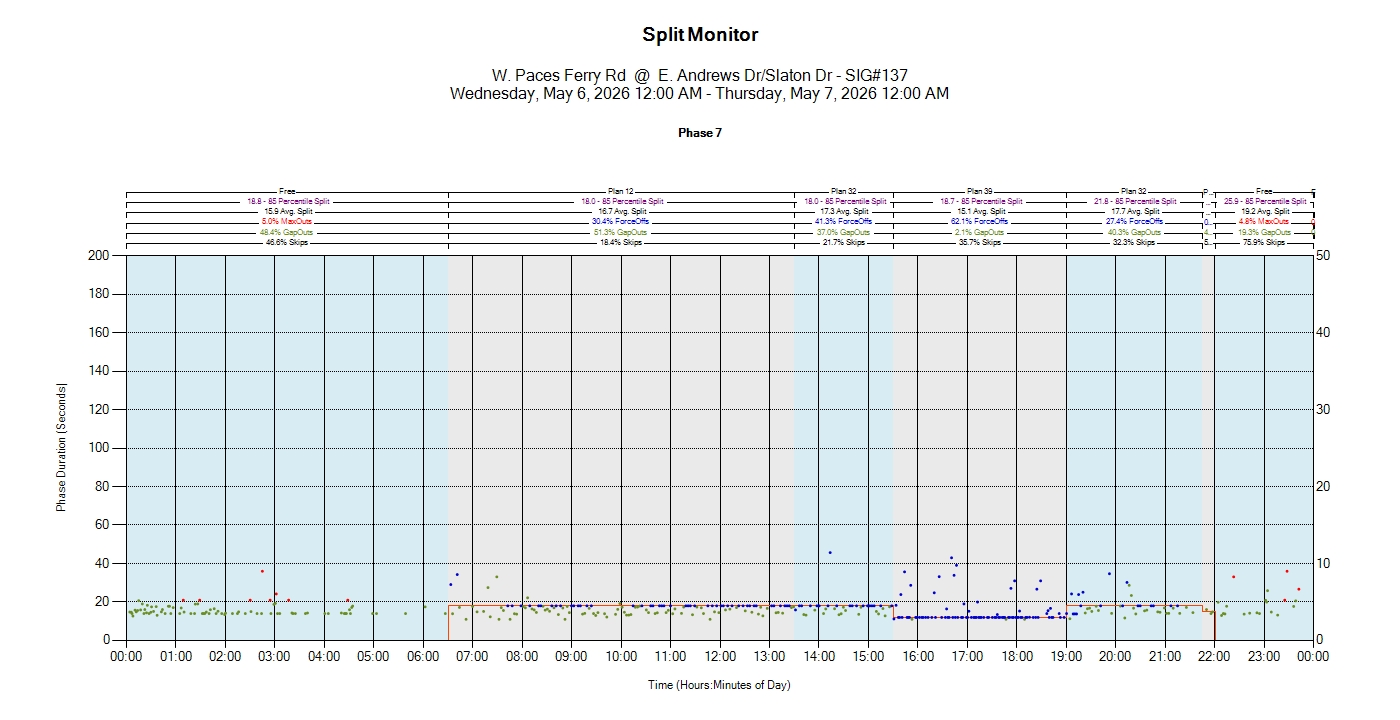 Split Monitor
W. Paces Ferry Rd @ E. Andrews Dr/Slaton Dr - SIG#137
Wednesday, May 6, 2026 12:00 AM - Thursday, May 7, 2026 12:00 AM
Phase 7
Free Plan 12 Plan 32 Plan 39 Plan 32 P... Free F
18.8 - 85 Percentile Split 18.0 - 85 Percentile Split 18.0 - 85 Percentile Split 18.7 - 85 Percentile Split 21.8 - 85 Percentile Split ... 25.9 - 85 Percentile Split
15.9 Avg. Split 16.7 Avg. Split 17.3 Avg. Split 15.1 Avg. Split 17.7 Avg. Split ... 19.2 Avg. Split
5.0% MaxOuts 30.4% ForceOffs 41.3% ForceOffs 62.1% ForceOffs 27.4% ForceOffs 0... 4.8% MaxOuts
48.4% GapOuts 51.3% GapOuts 37.0% GapOuts 2.1% GapOuts 40.3% GapOuts 4... 19.3% GapOuts
46.6% Skips 18.4% Skips 21.7% Skips 35.7% Skips 32.3% Skips 5... 75.9% Skips
200 50
180
160 40
140
120 30
100
80 20
60
40 10
20
0 0
Phase Duration (Seconds)
00:00 01:00 02:00 03:00 04:00 05:00 06:00 07:00 08:00 09:00 10:00 11:00 12:00 13:00 14:00 15:00 16:00 17:00 18:00 19:00 20:00 21:00 22:00 23:00 00:00
Time (Hours:Minutes of Day)